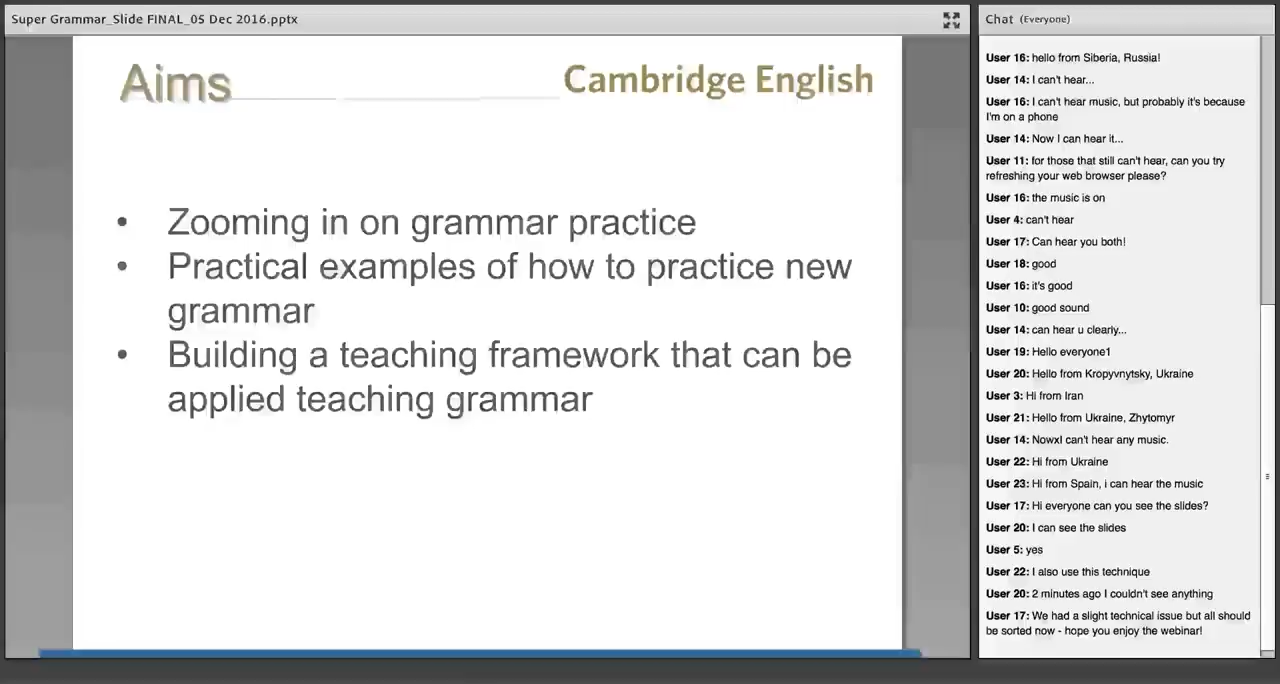 Super Grammar_Slide FINAL_05 Dec 2016.pptx
Aims
Cambridge English
• Zooming in on grammar practice
• Practical examples of how to practice new
grammar
• Building a teaching framework that can be
applied teaching grammar
Chat (Everyone)
User 16: hello from Siberia, Russia!
User 14: I can't hear...
User 16: I can't hear music, but probably it's because
I'm on a phone
User 14: Now I can hear it...
User 11: for those that still can't hear, can you try
refreshing your web browser please?
User 16: the music is on
User 4: can't hear
User 17: Can hear you both!
User 18: good
User 16: it's good
User 10: good sound
User 14: can hear u clearly...
User 19: Hello everyone1
User 20: Hello from Kropyvnytsky, Ukraine
User 3: Hi from Iran
User 21: Hello from Ukraine, Zhytomyr
User 14: NowxI can't hear any music.
User 22: Hi from Ukraine
User 23: Hi from Spain, i can hear the music
User 17: Hi everyone can you see the slides?
User 20: I can see the slides
User 5: yes
User 22: I also use this technique
User 20: 2 minutes ago I couldn't see anything
User 17: We had a slight technical issue but all should
be sorted now - hope you enjoy the webinar!